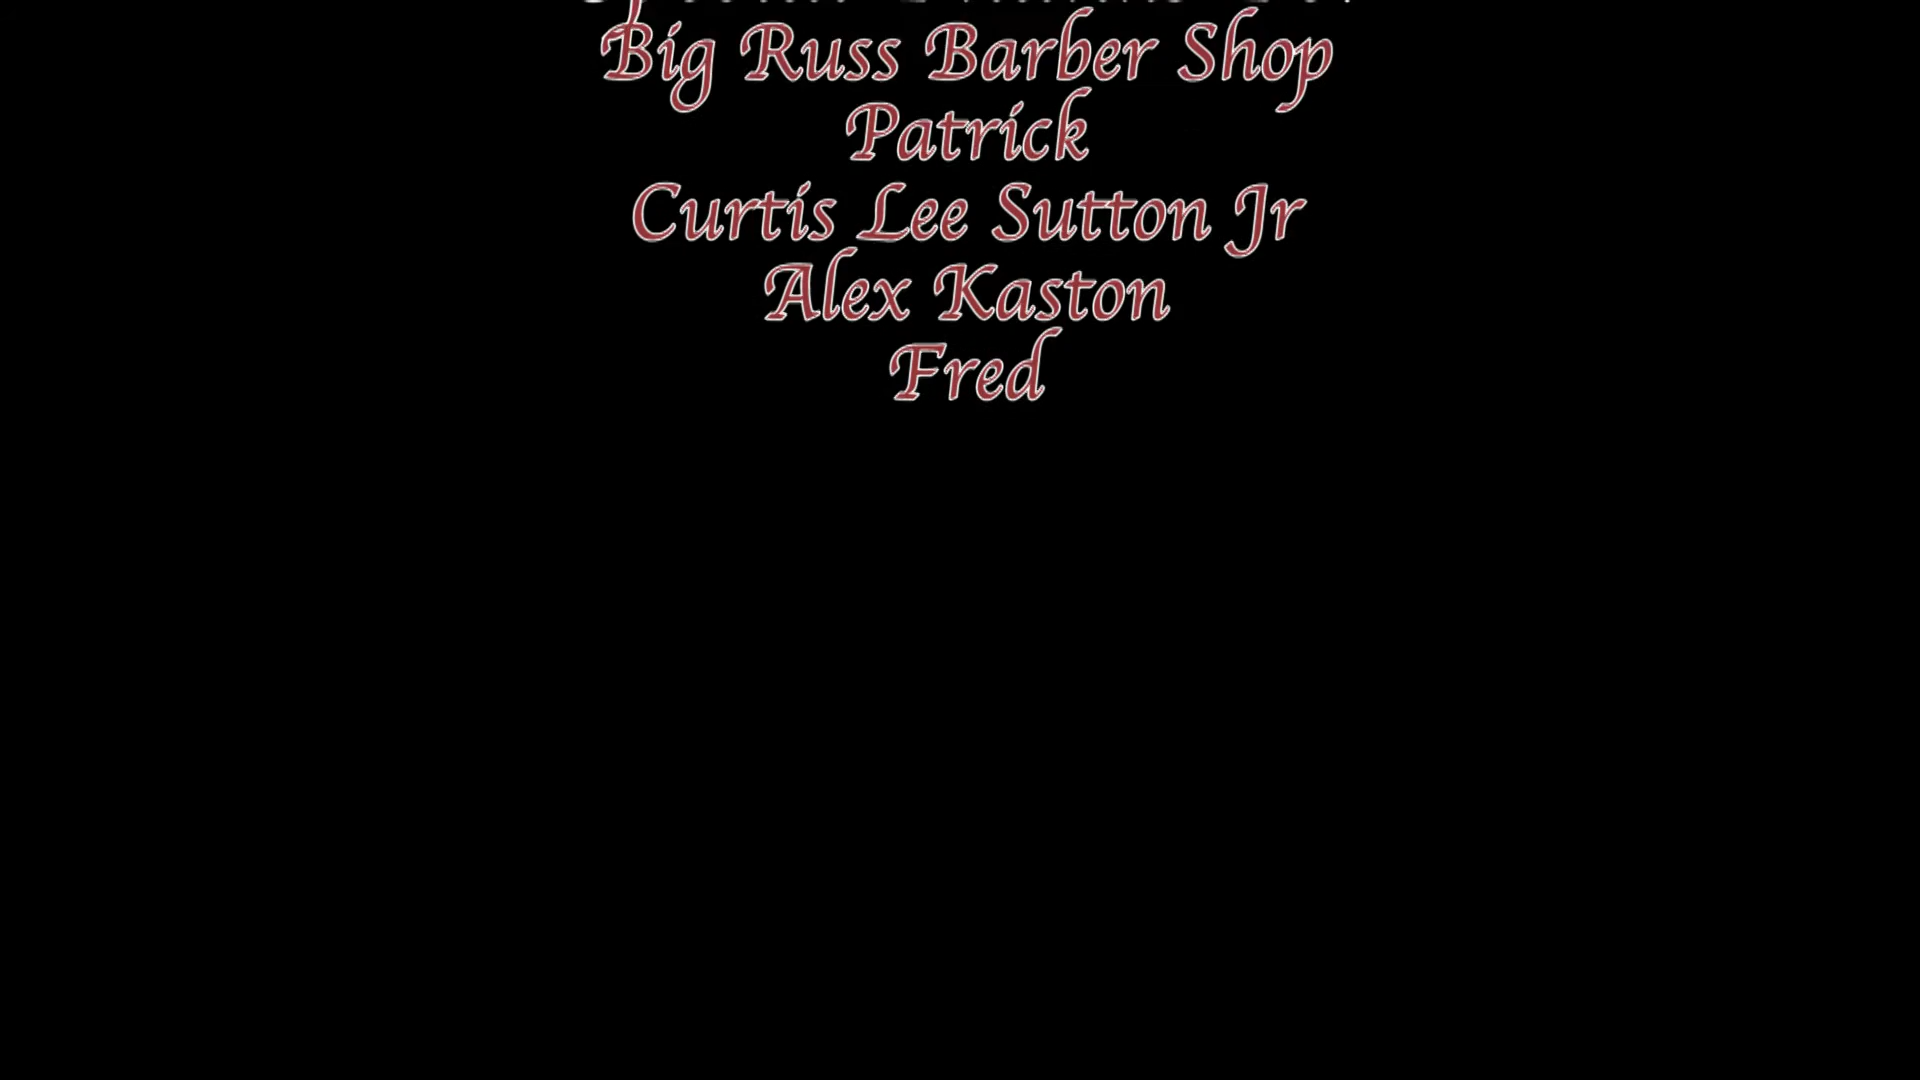 Big Russ Barber Shop
Patrick
Curtis Lee Sutton Jr
Alex Kaston
Fred